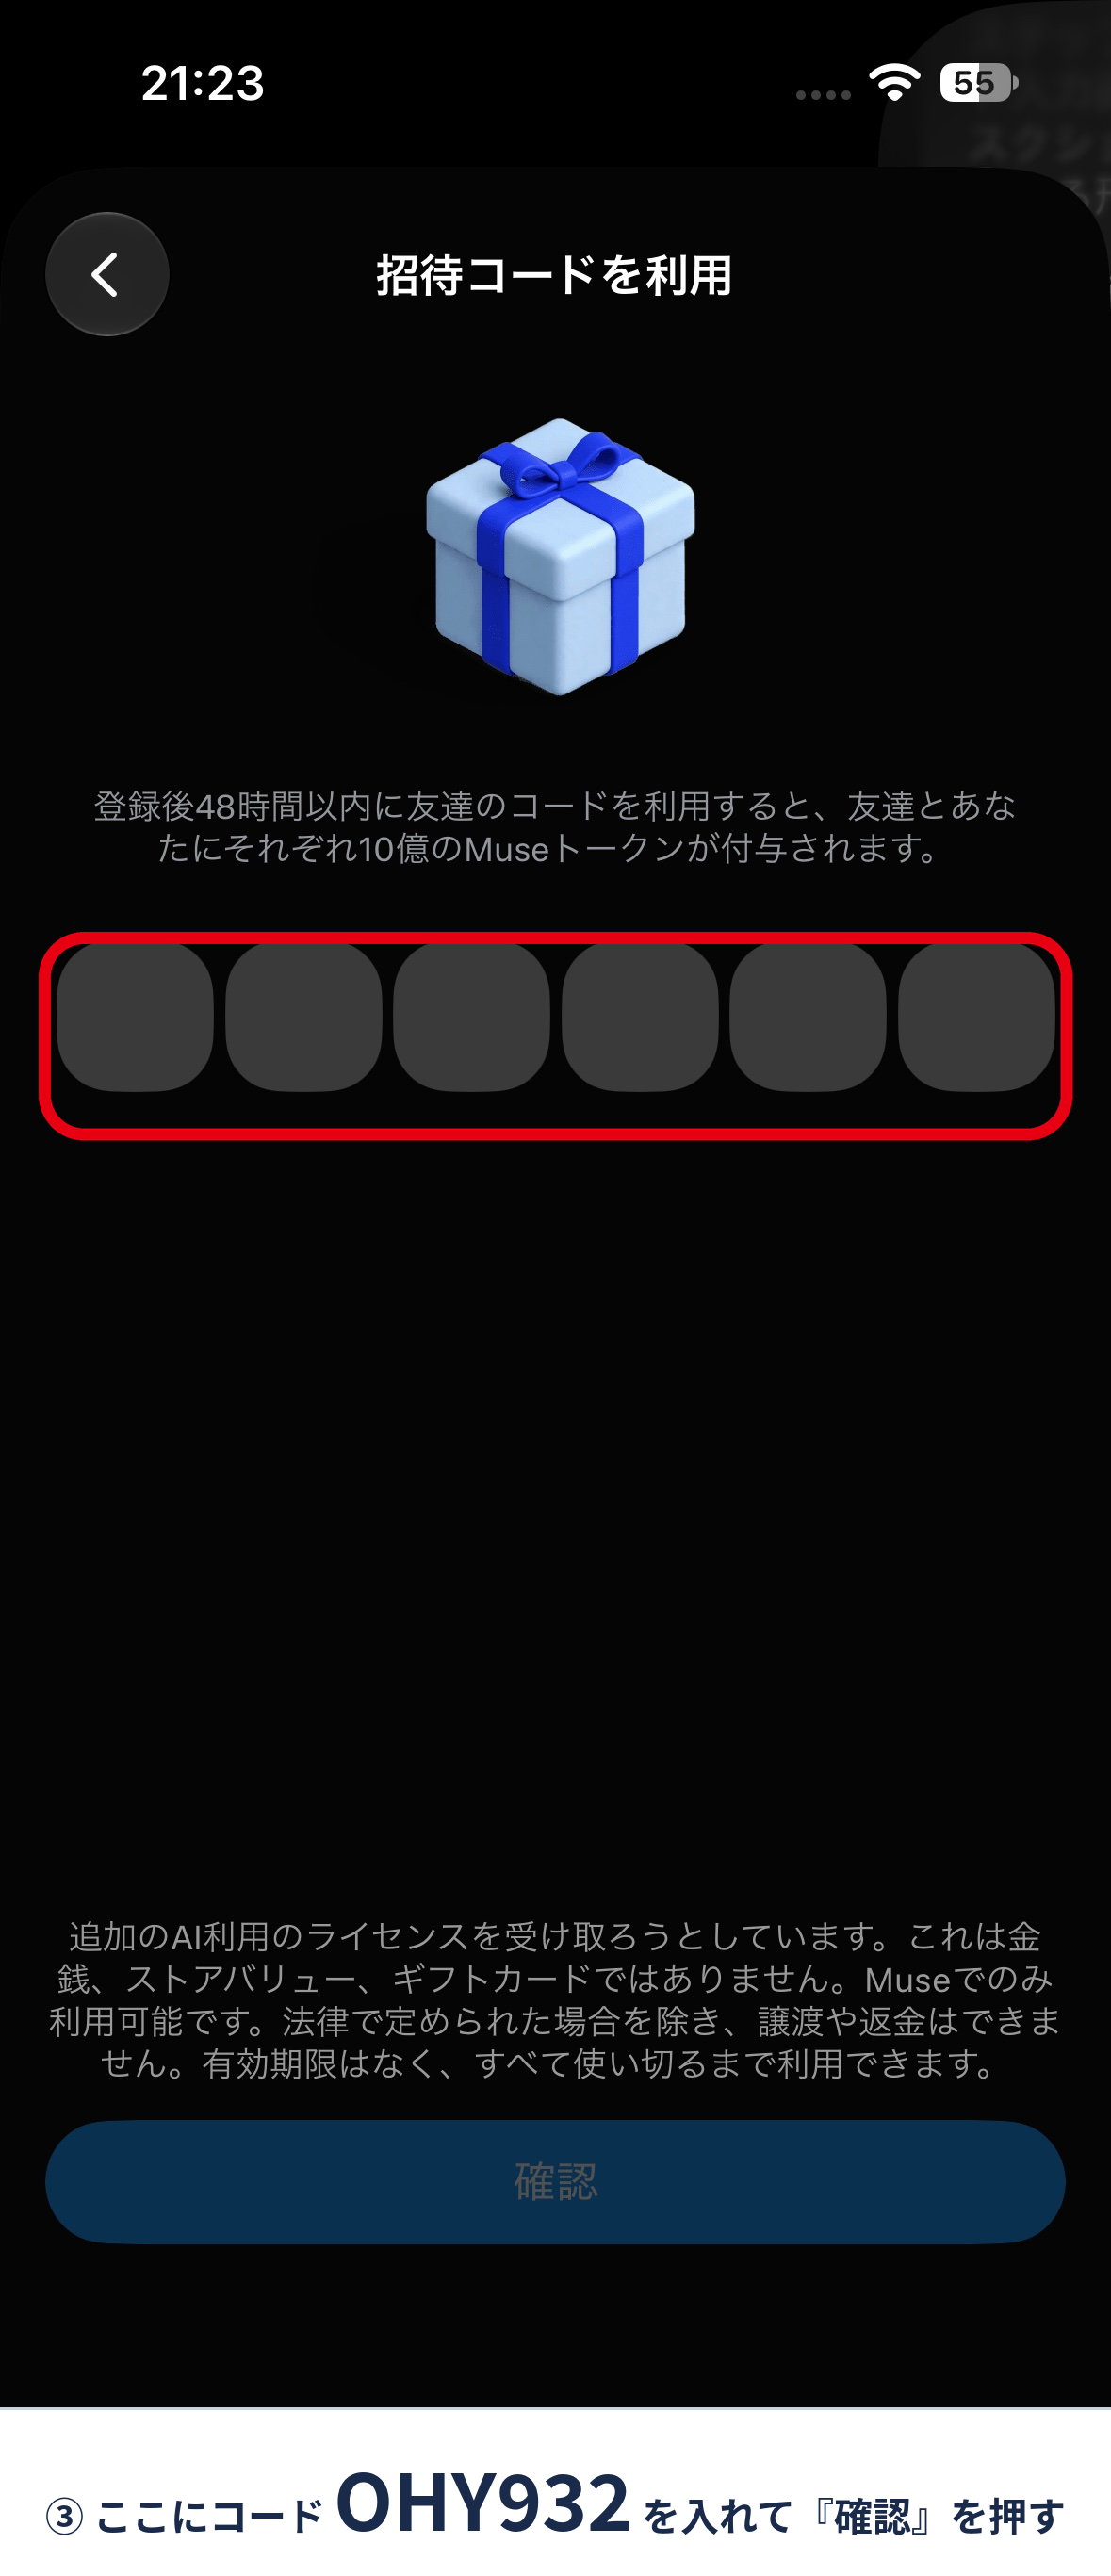 21:23
55
スクショ
招待コードを利用
登録後48時間以内に友達のコードを利用すると、友達とあな
たにそれぞれ10億のMuseトークンが付与されます。
追加のAI利用のライセンスを受け取ろうとしています。これは金
銭、ストアバリュー、ギフトカードではありません。Museでのみ
利用可能です。法律で定められた場合を除き、譲渡や返金はできま
せん。有効期限はなく、すべて使い切るまで利用できます。
確認
③ ここにコード OHY932 を入れて『確認』を押す